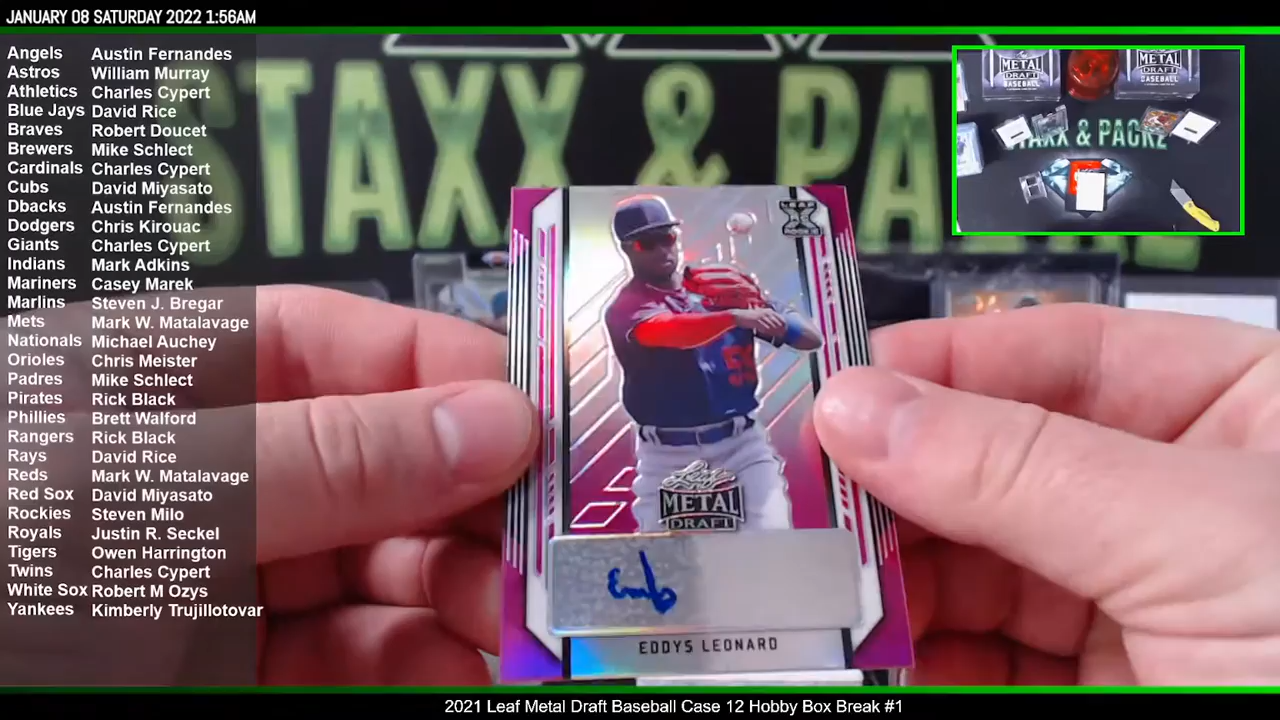 JANUARY 08 SATURDAY 2022 1:56AM
Angels Austin Fernandes
Astros William Murray
Athletics Charles Cypert
Blue Jays David Rice
Braves Robert Doucet
Brewers Mike Schlect
Cardinals Charles Cypert
Cubs David Miyasato
Dbacks Austin Fernandes
Dodgers Chris Kirouac
Giants Charles Cypert
Indians Mark Adkins
Mariners Casey Marek
Marlins Steven J. Bregar
Mets Mark W. Matalavage
Nationals Michael Auchey
Orioles Chris Meister
Padres Mike Schlect
Pirates Rick Black
Phillies Brett Walford
Rangers Rick Black
Rays David Rice
Reds Mark W. Matalavage
Red Sox David Miyasato
Rockies Steven Milo
Royals Justin R. Seckel
Tigers Owen Harrington
Twins Charles Cypert
White Sox Robert M Ozys
Yankees Kimberly Trujillotovar
STAXX & PACKZ
METAL
DRAFT
BASEBALL
METAL
DRAFT
BASEBALL
STAXX & PACKZ
LEAF
ROOKIE
Leaf
METAL
DRAFT
EDDYS LEONARD
2021 Leaf Metal Draft Baseball Case 12 Hobby Box Break #1